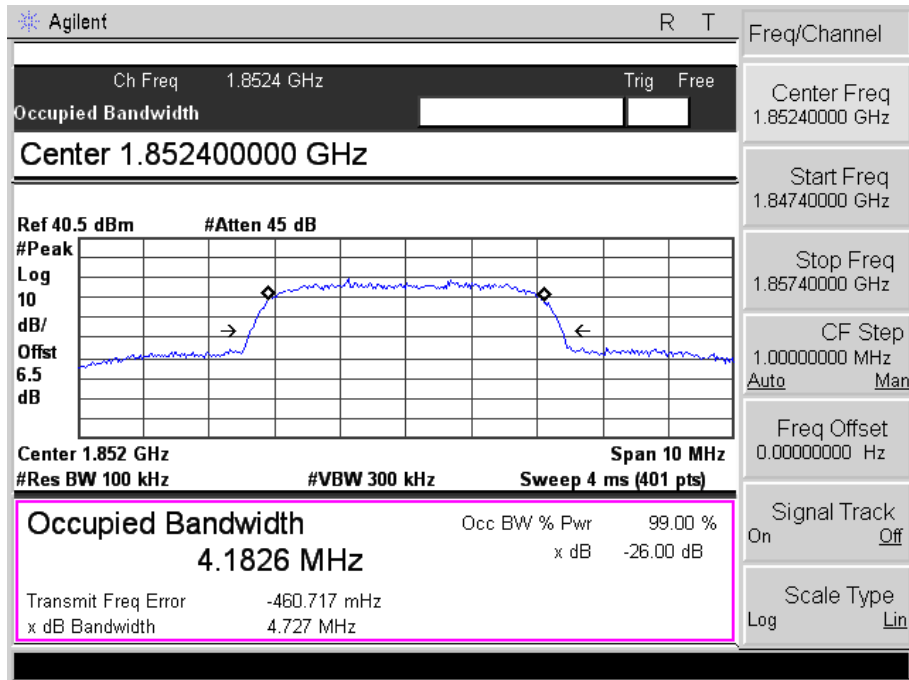 Agilent R T
Ch Freq 1.8524 GHz Trig Free
Occupied Bandwidth
Center 1.852400000 GHz
Ref 40.5 dBm #Atten 45 dB
#Peak
Log
10
dB/
Offst
6.5
dB
Center 1.852 GHz Span 10 MHz
#Res BW 100 kHz #VBW 300 kHz Sweep 4 ms (401 pts)
Occupied Bandwidth Occ BW % Pwr 99.00 %
4.1826 MHz x dB -26.00 dB
Transmit Freq Error -460.717 mHz
x dB Bandwidth 4.727 MHz
Freq/Channel
Center Freq
1.85240000 GHz
Start Freq
1.84740000 GHz
Stop Freq
1.85740000 GHz
CF Step
1.00000000 MHz
Auto Man
Freq Offset
0.00000000 Hz
Signal Track
On Off
Scale Type
Log Lin